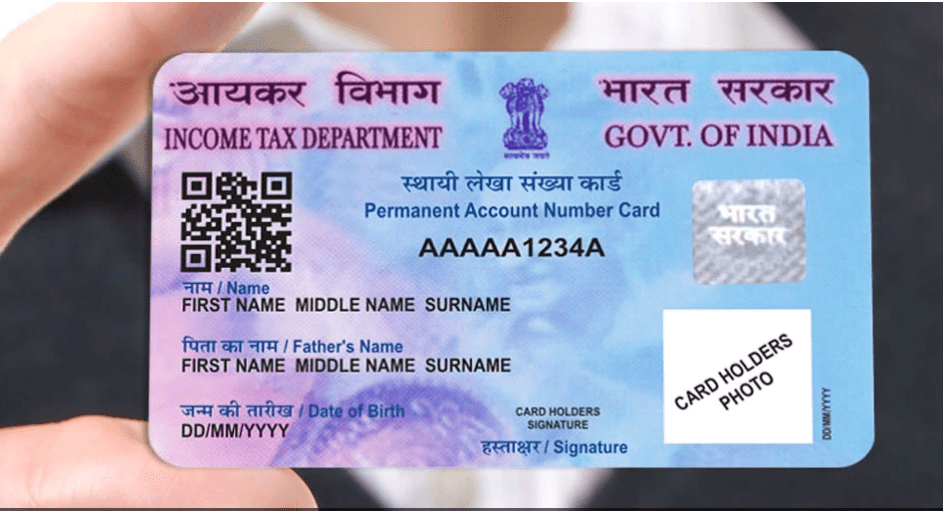 आयकर विभाग
INCOME TAX DEPARTMENT
सत्यमेव जयते
भारत सरकार
GOVT. OF INDIA
स्थायी लेखा संख्या कार्ड
Permanent Account Number Card
AAAAA1234A
भारत
सरकार
नाम / Name
FIRST NAME MIDDLE NAME SURNAME
पिता का नाम / Father's Name
FIRST NAME MIDDLE NAME SURNAME
जन्म की तारीख / Date of Birth
DD/MM/YYYY
CARD HOLDERS
SIGNATURE
हस्ताक्षर / Signature
CARD HOLDERS
PHOTO
DD/MM/YYYY